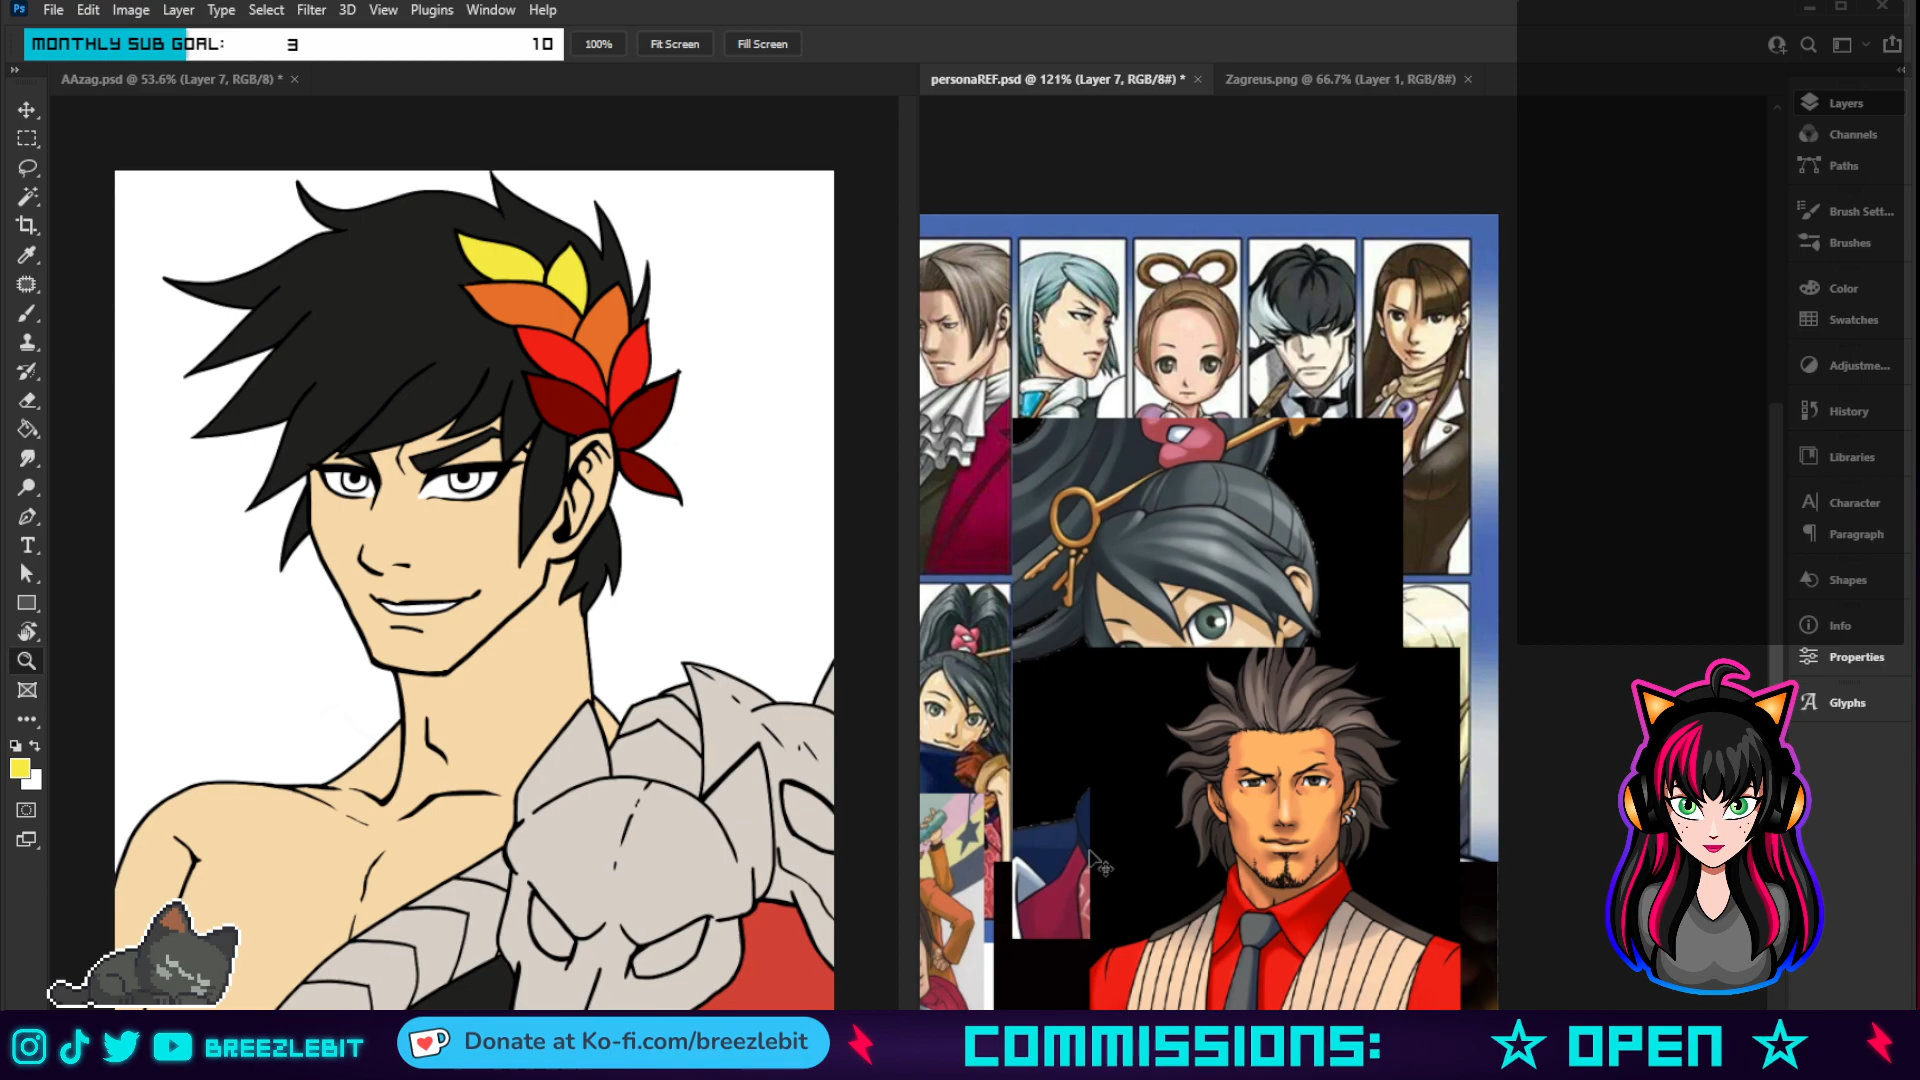 Ps File Edit Image Layer Type Select Filter 3D View Plugins Window Help
MONTHLY SUB GOAL: 3 10
100% Fit Screen Fill Screen
AAzag.psd @ 53.6% (Layer 7, RGB/8) * ×
personaREF.psd @ 121% (Layer 7, RGB/8#) * × Zagreus.png @ 66.7% (Layer 1, RGB/8#) ×
Layers
Channels
Paths
Brush Sett...
Brushes
Color
Swatches
Adjustme...
History
Libraries
Character
Paragraph
Shapes
Info
Properties
Glyphs
BREEZLEBIT
Donate at Ko-fi.com/breezlebit
COMMISSIONS:
OPEN